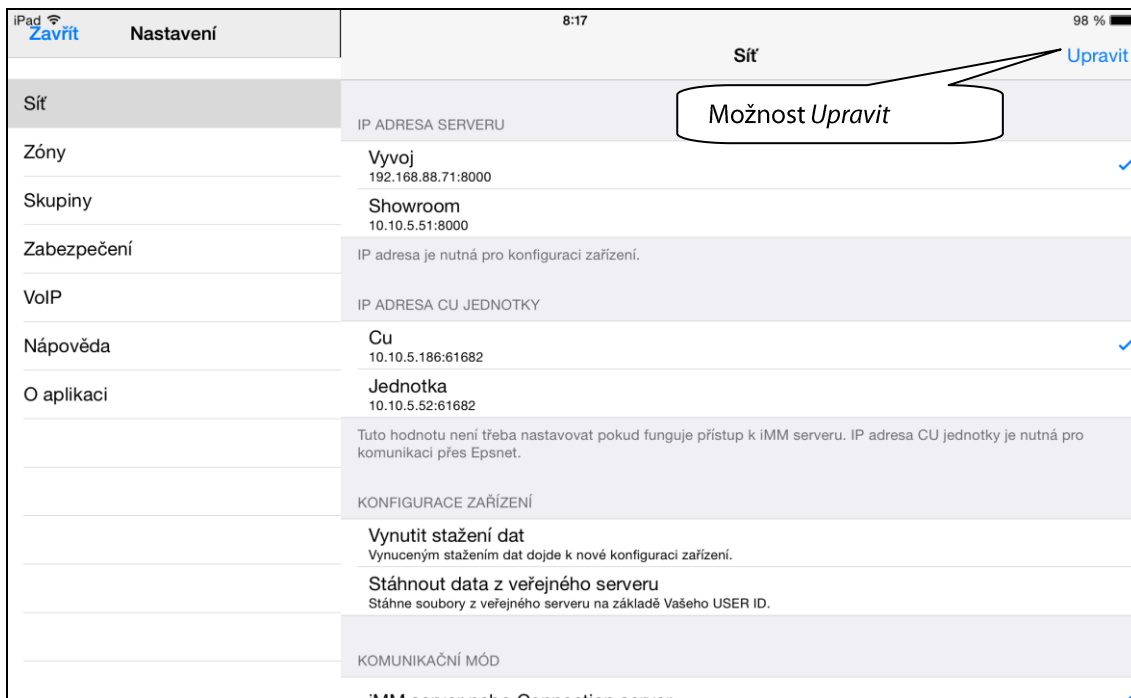 iPad 8:17 98 %
Zavřít Nastavení
Síť
Upravit
Možnost Upravit
Síť
Zóny
Skupiny
Zabezpečení
VoIP
Nápověda
O aplikaci
IP ADRESA SERVERU
Vyvoj
192.168.88.71:8000
Showroom
10.10.5.51:8000
IP adresa je nutná pro konfiguraci zařízení.
IP ADRESA CU JEDNOTKY
Cu
10.10.5.186:61682
Jednotka
10.10.5.52:61682
Tuto hodnotu není třeba nastavovat pokud funguje přístup k iMM serveru. IP adresa CU jednotky je nutná pro
komunikaci přes Epsnet.
KONFIGURACE ZAŘÍZENÍ
Vynutit stažení dat
Vynuceným stažením dat dojde k nové konfiguraci zařízení.
Stáhnout data z veřejného serveru
Stáhne soubory z veřejného serveru na základě Vašeho USER ID.
KOMUNIKAČNÍ MÓD
iMM server nebo Connection server